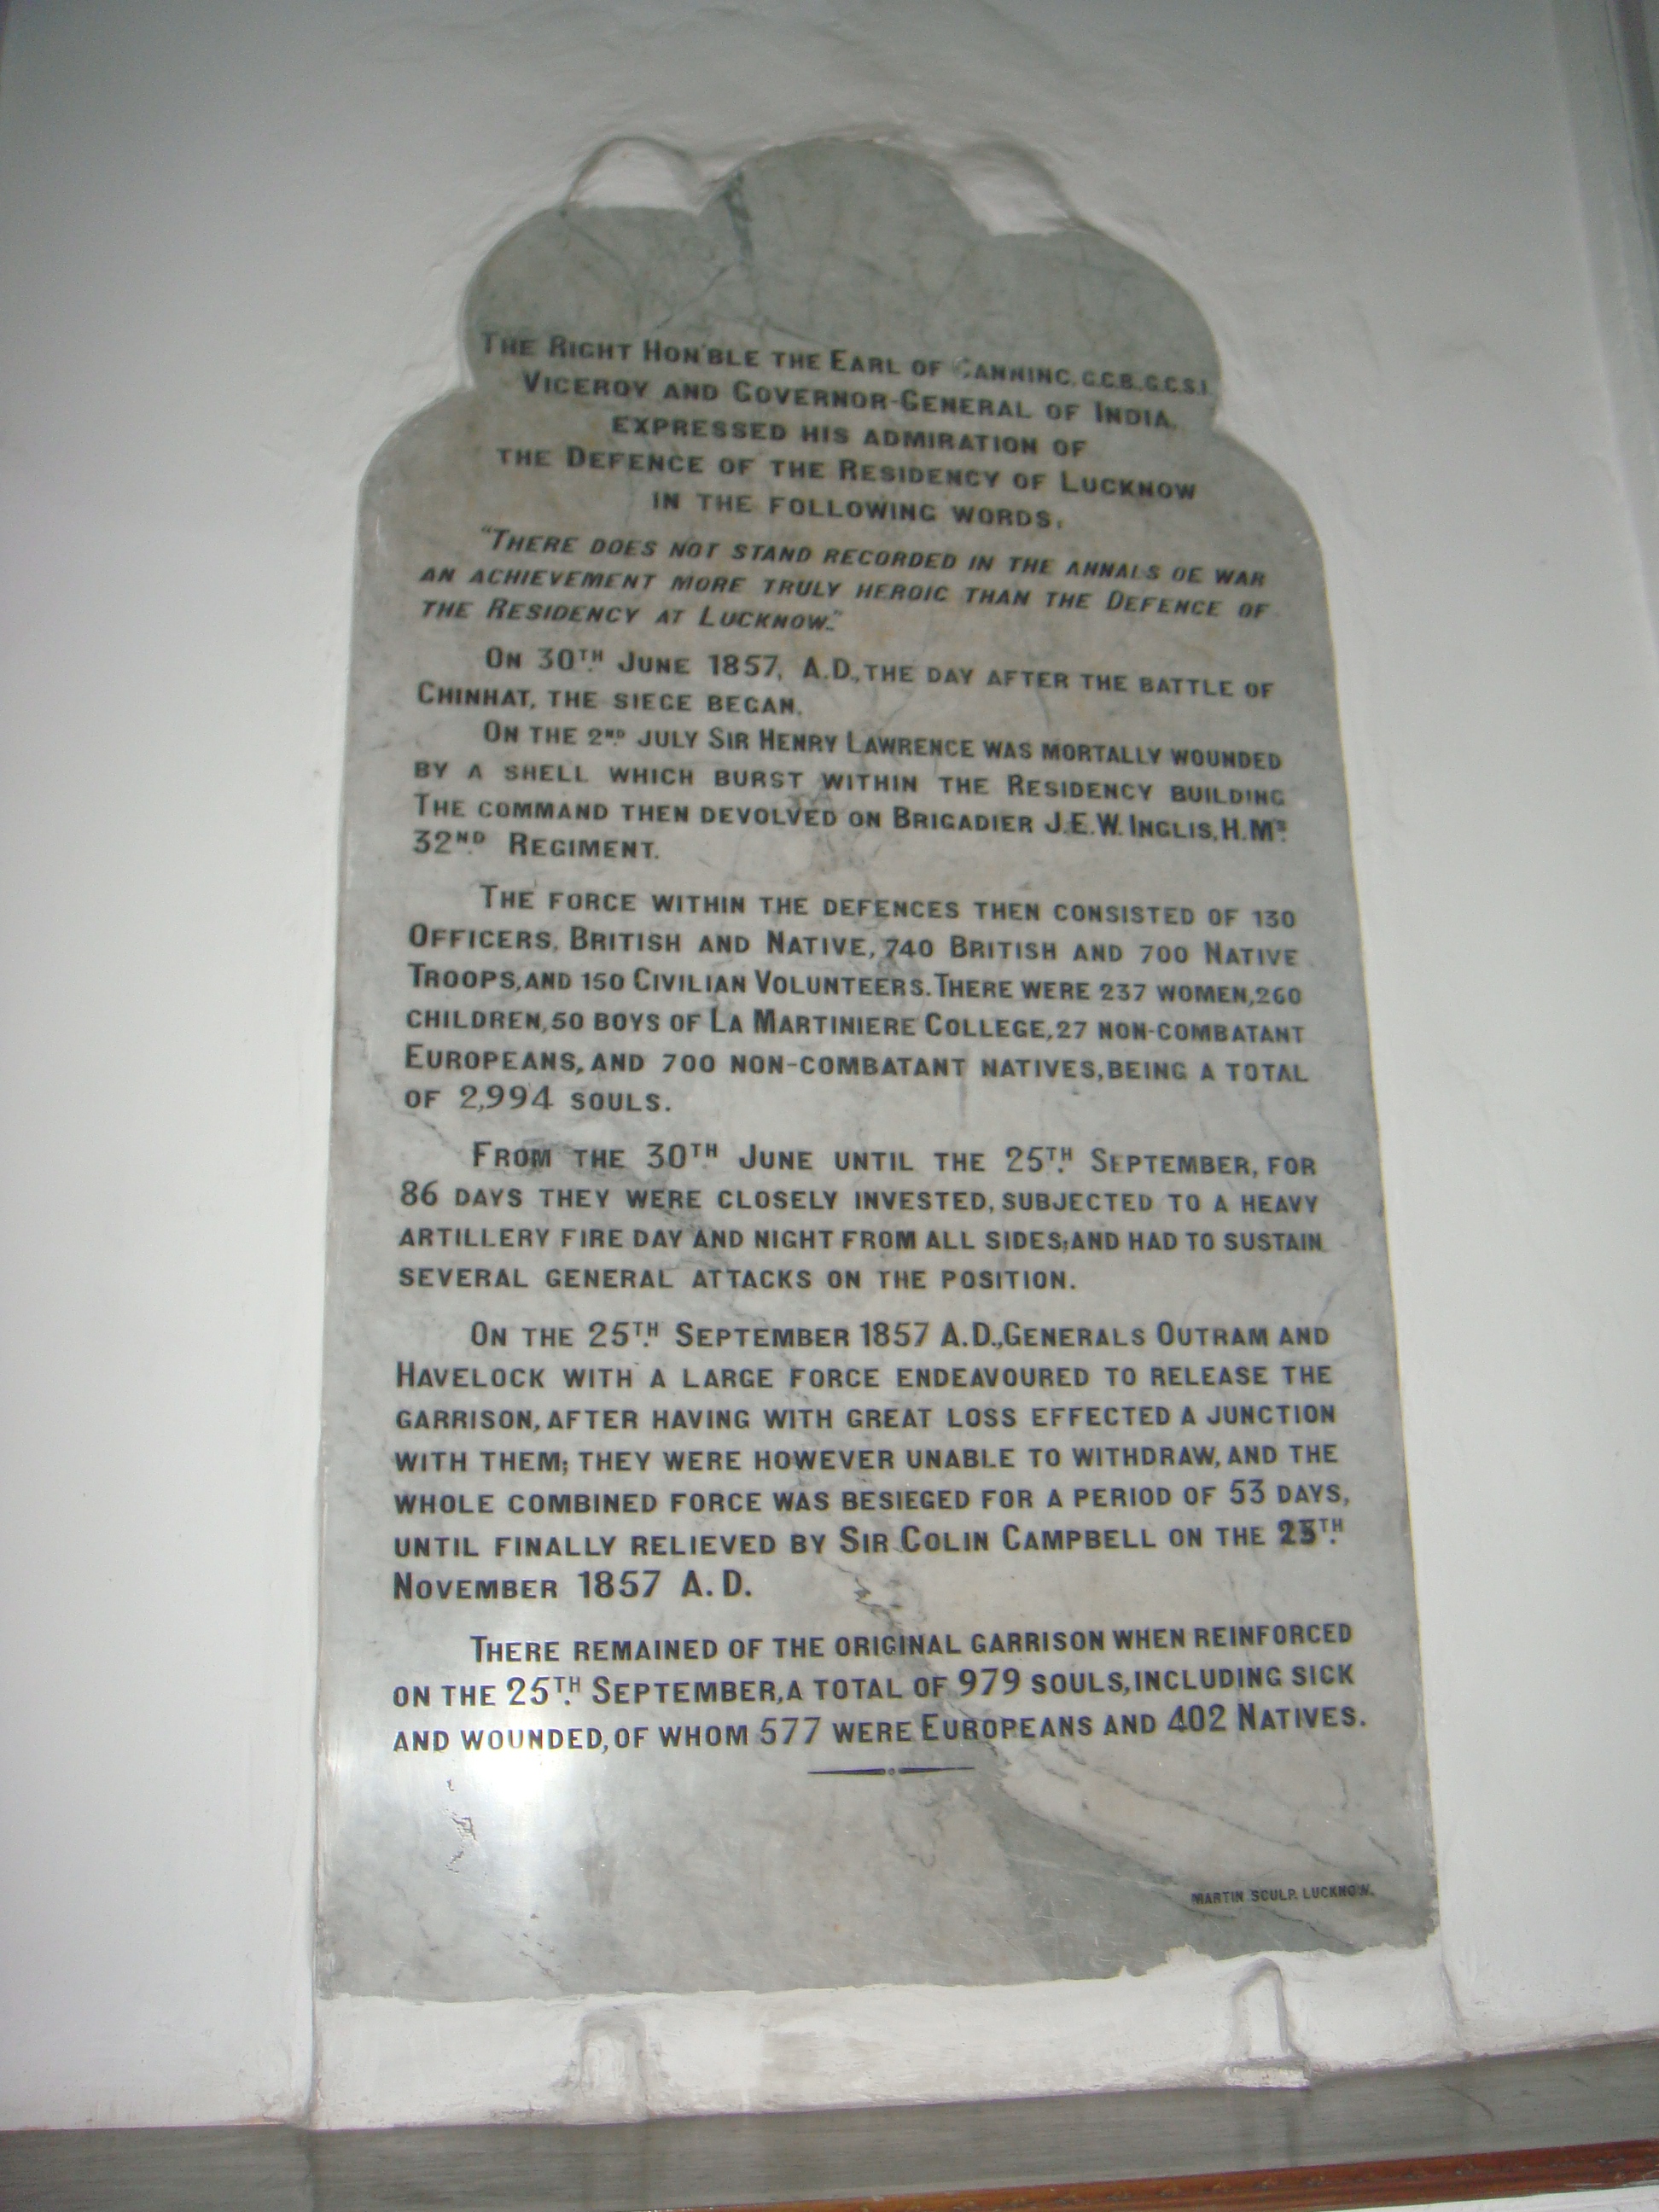 THE RIGHT HON'BLE THE EARL OF CANNING, G.C.B., G.C.S.I.
VICEROY AND GOVERNOR-GENERAL OF INDIA,
EXPRESSED HIS ADMIRATION OF
THE DEFENCE OF THE RESIDENCY OF LUCKNOW
IN THE FOLLOWING WORDS.
"THERE DOES NOT STAND RECORDED IN THE ANNALS OF WAR
AN ACHIEVEMENT MORE TRULY HEROIC THAN THE DEFENCE OF
THE RESIDENCY AT LUCKNOW."
ON 30TH. JUNE 1857, A.D., THE DAY AFTER THE BATTLE OF
CHINHAT, THE SIEGE BEGAN.
ON THE 2ND. JULY SIR HENRY LAWRENCE WAS MORTALLY WOUNDED
BY A SHELL WHICH BURST WITHIN THE RESIDENCY BUILDING
THE COMMAND THEN DEVOLVED ON BRIGADIER J.E.W. INGLIS, H.M'S.
32ND. REGIMENT.
THE FORCE WITHIN THE DEFENCES THEN CONSISTED OF 130
OFFICERS, BRITISH AND NATIVE, 740 BRITISH AND 700 NATIVE
TROOPS, AND 150 CIVILIAN VOLUNTEERS. THERE WERE 237 WOMEN, 260
CHILDREN, 50 BOYS OF LA MARTINIERE COLLEGE, 27 NON-COMBATANT
EUROPEANS, AND 700 NON-COMBATANT NATIVES, BEING A TOTAL
OF 2,994 SOULS.
FROM THE 30TH. JUNE UNTIL THE 25TH. SEPTEMBER, FOR
86 DAYS THEY WERE CLOSELY INVESTED, SUBJECTED TO A HEAVY
ARTILLERY FIRE DAY AND NIGHT FROM ALL SIDES; AND HAD TO SUSTAIN
SEVERAL GENERAL ATTACKS ON THE POSITION.
ON THE 25TH. SEPTEMBER 1857 A.D., GENERALS OUTRAM AND
HAVELOCK WITH A LARGE FORCE ENDEAVOURED TO RELEASE THE
GARRISON, AFTER HAVING WITH GREAT LOSS EFFECTED A JUNCTION
WITH THEM; THEY WERE HOWEVER UNABLE TO WITHDRAW, AND THE
WHOLE COMBINED FORCE WAS BESIEGED FOR A PERIOD OF 53 DAYS,
UNTIL FINALLY RELIEVED BY SIR COLIN CAMPBELL ON THE
NOVEMBER 1857 A.D.
THERE REMAINED OF THE ORIGINAL GARRISON WHEN REINFORCED
ON THE 25TH. SEPTEMBER, A TOTAL OF 979 SOULS, INCLUDING SICK
AND WOUNDED, OF WHOM 577 WERE EUROPEANS AND 402 NATIVES.
MARTIN SCULP. LUCKNOW.